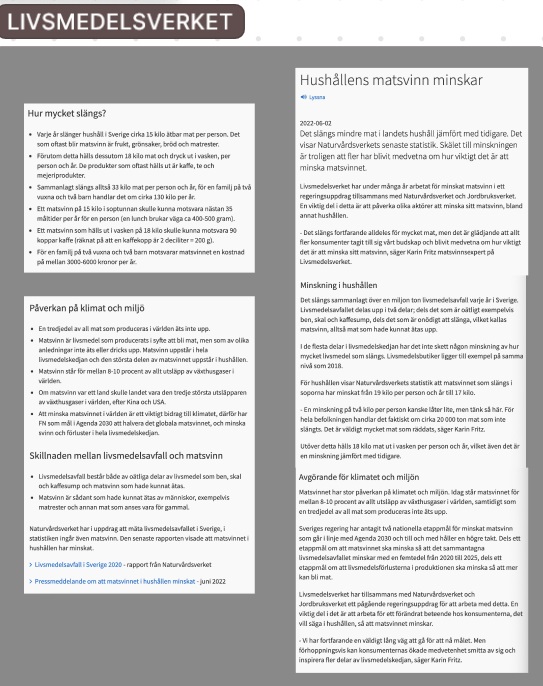 LIVSMEDELSVERKET
Hur mycket slängs?
• Varje år slänger hushåll i Sverige cirka 15 kilo ätbar mat per person. Det
som oftast blir matsvinn är frukt, grönsaker, bröd och matrester.
• Förutom detta hälls dessutom 18 kilo mat och dryck ut i vasken, per
person och år. De produkter som oftast hälls ut är kaffe, te och
mejeriprodukter.
• Sammanlagt slängs alltså 33 kilo mat per person och år, för en familj på två
vuxna och två barn handlar det om cirka 130 kilo per år.
• Ett matsvinn på 15 kilo i sopturnan skulle kunna motsvara nästan 35
måltider per år för en person (en lunch brukar väga ca 400-500 gram).
• Ett matsvinn som hälls ut i vasken på 18 kilo skulle kunna motsvara 90
koppar kaffe (räknat på att en kaffekopp är 2 deciliter = 200 g).
• För en familj på två vuxna och två barn motsvarar matsvinnet en kostnad
på mellan 3000-6000 kronor per år.
Påverkan på klimat och miljö
• En tredjedel av all mat som produceras i världen äts inte upp.
• Matsvinn är livsmedel som produceras i syfte att bli mat, men som av olika
anledningar inte äts eller dricks upp. Matsvinn uppstår i hela
livsmedelskedjan och den största delen av matsvinnet uppstår i hushållen.
• Matsvinn står för mellan 8-10 procent av allt utsläpp av växthusgaser i
världen.
• Om matsvinn var ett land skulle landet vara den tredje största utsläpparen
av växthusgaser i världen, efter Kina och USA.
• Att minska matsvinnet i världen är ett viktigt bidrag till klimatet, därför har
FN som mål i Agenda 2030 att halvera det globala matsvinnet, och minska
svinn och förluster i hela livsmedelskedjan.
Skillnaden mellan livsmedelsavfall och matsvinn
• Livsmedelsavfall består både av oätliga delar av livsmedel som ben, skal
och kaffesump och matsvinn som hade kunnat ätas.
• Matsvinn är sådant som hade kunnat ätas av människor, exempelvis
matrester och annan mat som anses vara för gammal.
Naturvårdsverket har i uppdrag att mäta livsmedelsavfallet i Sverige, i
statistiken ingår även matsvinn. Den senaste rapporten visade att matsvinnet i
hushållen har minskat.
> Livsmedelsavfall i Sverige 2020 - rapport från Naturvårdsverket
> Pressmeddelande om att matsvinnet i hushållen minskat - juni 2022
Hushållens matsvinn minskar
Lyssna
2022-06-02
Det slängs mindre mat i landets hushåll jämfört med tidigare. Det
visar Naturvårdsverkets senaste statistik. Skälet till minskningen
är troligen att fler har blivit medvetna om hur viktigt det är att
minska matsvinnet.
Livsmedelsverket har under många år arbetat för minskat matsvinn i ett
regeringsuppdrag tillsammans med Naturvårdsverket och Jordbruksverket.
En viktig del i detta är att påverka olika aktörer att minska sitt matsvinn, bland
annat hushållen.
- Det slängs fortfarande alldeles för mycket mat, men det är glädjande att allt
fler konsumenter tagit till sig vårt budskap och blivit medvetna om hur viktigt
det är att minska sitt matsvinn, säger Karin Fritz matsvinnsexpert på
Livsmedelsverket.
Minskning i hushållen
Det slängs sammanlagt över en miljon ton livsmedelsavfall varje år i Sverige.
Livsmedelsavfallet delas upp i två delar; dels det som är oätligt exempelvis
ben, skal och kaffesump, dels det som är onödigt att slänga, vilket kallas
matsvinn, alltså mat som hade kunnat ätas upp.
I de flesta delar i livsmedelskedjan har det inte skett någon minskning av hur
mycket livsmedel som slängs. Livsmedelsbutiker ligger till exempel på samma
nivå som 2018.
För hushållen visar Naturvårdsverkets statistik att matsvinnet som slängs i
soporna har minskat från 19 kilo per person och år till 17 kilo.
- En minskning på två kilo per person kanske låter lite, men tänk så här. För
hela befolkningen handlar det faktiskt om cirka 20 000 ton mat som inte
slängts. Det är väldigt mycket mat som räddats, säger Karin Fritz.
Utöver detta hälls 18 kilo mat ut i vasken per person och år, vilket även det är
en minskning jämfört med tidigare.
Avgörande för klimatet och miljön
Matsvinnet har stor påverkan på klimatet och miljön. Idag står matsvinnet för
mellan 8-10 procent av allt utsläpp av växthusgaser i världen, samtidigt som
en tredjedel av all mat som produceras inte äts upp.
Sveriges regering har antagit två nationella etappmål för minskat matsvinn
som går i linje med Agenda 2030 och till och med håller en högre takt. Dels ett
etappmål om att matsvinnet ska minska så att det sammantagna
livsmedelsavfallet minskar med en femtedel från 2020 till 2025, dels ett
etappmål om att livsmedelsförlusterna i produktionen ska minska så att mer
kan bli mat.
Livsmedelsverket har tillsammans med Naturvårdsverket och
Jordbruksverket ett pågående regeringsuppdrag för att arbeta med detta. En
viktig del i det är att arbeta för ett förändrat beteende hos konsumenterna, det
vill säga i hushållen, så att matsvinnet minskar.
- Vi har fortfarande en väldigt lång väg att gå för att nå målet. Men
förhoppningsvis kan konsumenternas ökade medvetenhet smitta av sig och
inspirera fler delar av livsmedelskedjan, säger Karin Fritz.